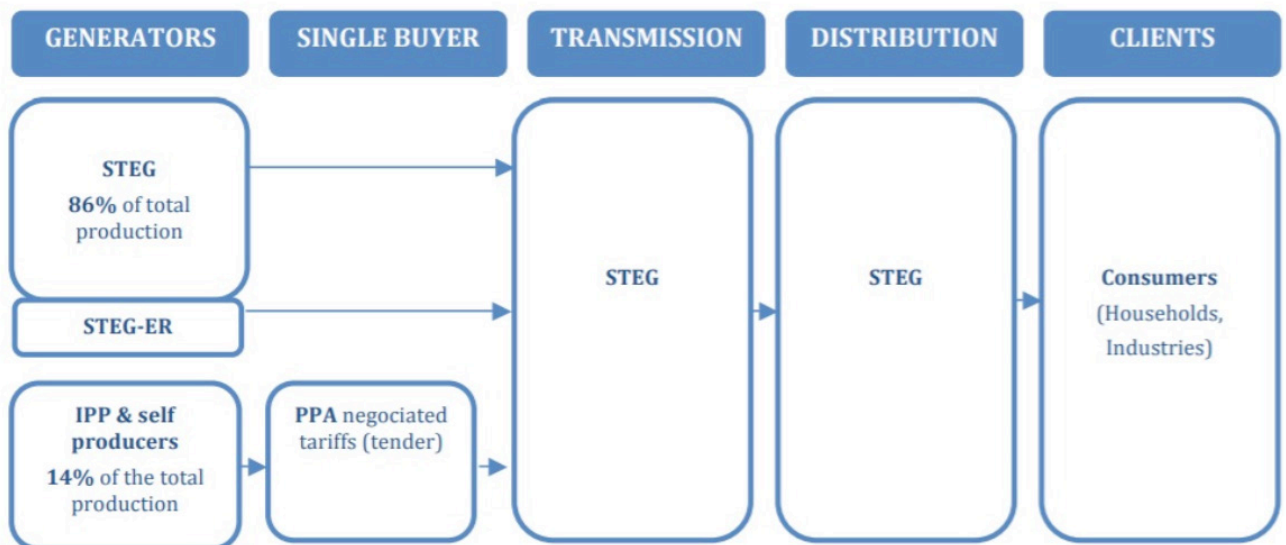 GENERATORS
SINGLE BUYER
TRANSMISSION
DISTRIBUTION
CLIENTS
STEG
86% of total
production
STEG-ER
IPP & self
producers
14% of the total
production
PPA negociated
tariffs (tender)
STEG
STEG
Consumers
(Households,
Industries)